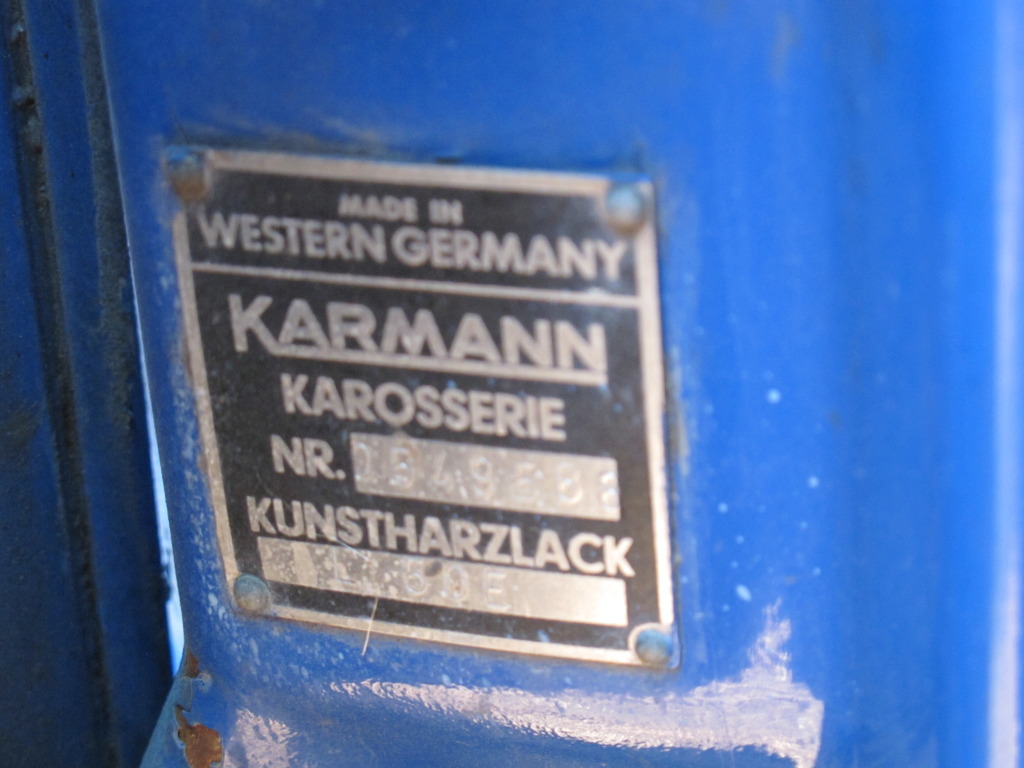 MADE IN
WESTERN GERMANY
KARMANN
KAROSSERIE
NR.
KUNSTHARZLACK